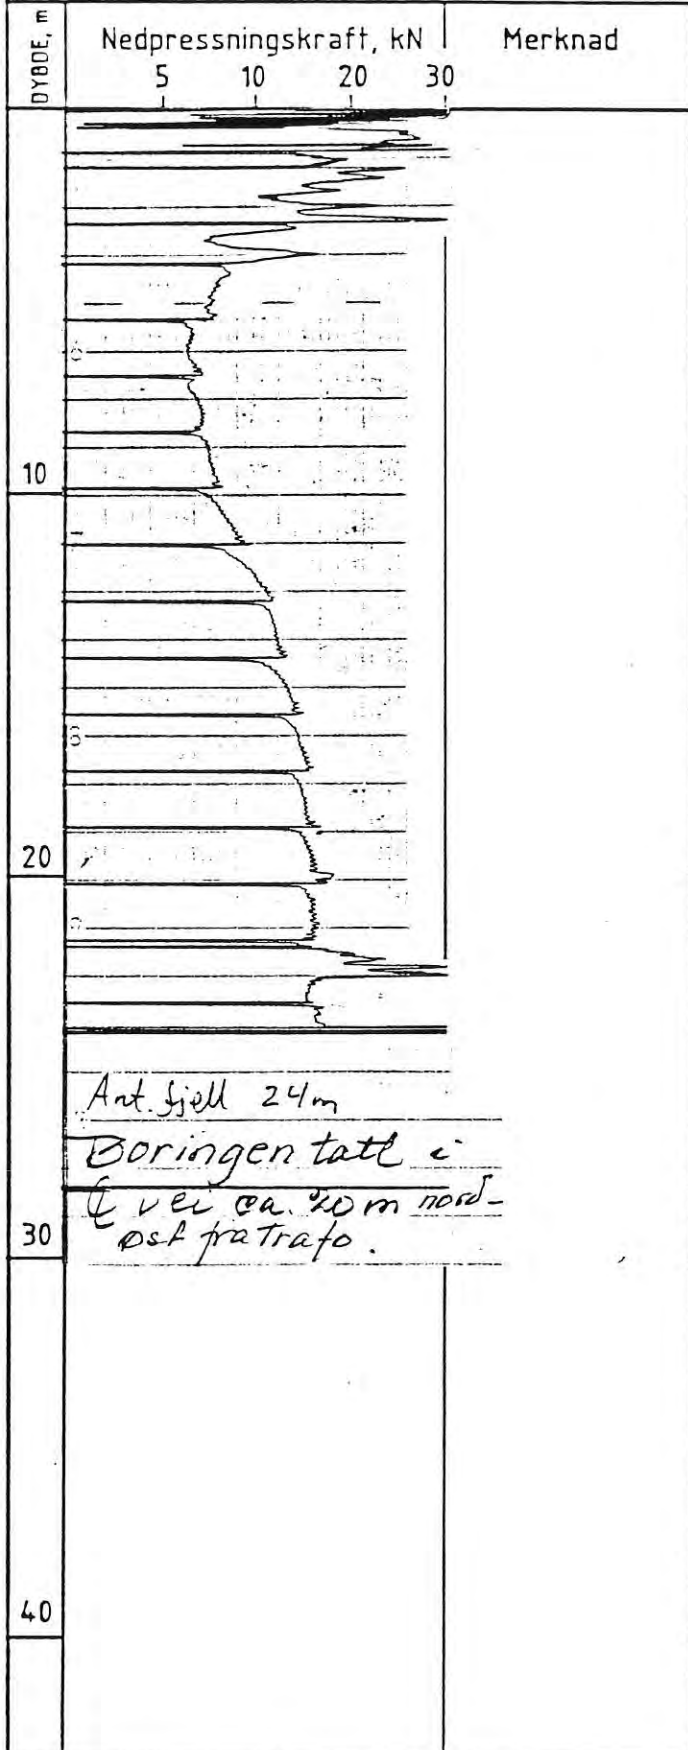 DYBDE, m
Nedpressningskraft, kN
Merknad
5 10 20 30
10
20
Ant. fjell 24m
Boringen tatt i
℄ vei ca. 20 m nord-
øst fra Trafo.
30
40